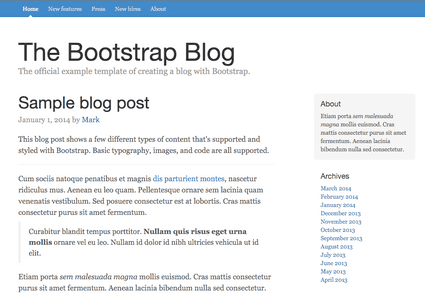 Home New features Press New hires About
The Bootstrap Blog
The official example template of creating a blog with Bootstrap.
Sample blog post
January 1, 2014 by Mark
This blog post shows a few different types of content that's supported and
styled with Bootstrap. Basic typography, images, and code are all supported.
Cum sociis natoque penatibus et magnis dis parturient montes, nascetur
ridiculus mus. Aenean eu leo quam. Pellentesque ornare sem lacinia quam
venenatis vestibulum. Sed posuere consectetur est at lobortis. Cras mattis
consectetur purus sit amet fermentum.
Curabitur blandit tempus porttitor. Nullam quis risus eget urna
mollis ornare vel eu leo. Nullam id dolor id nibh ultricies vehicula ut id
elit.
Etiam porta sem malesuada magna mollis euismod. Cras mattis consectetur
purus sit amet fermentum. Aenean lacinia bibendum nulla sed consectetur.
About
Etiam porta sem malesuada
magna mollis euismod. Cras
mattis consectetur purus sit amet
fermentum. Aenean lacinia
bibendum nulla sed consectetur.
Archives
March 2014
February 2014
January 2014
December 2013
November 2013
October 2013
September 2013
August 2013
July 2013
June 2013
May 2013
April 2013